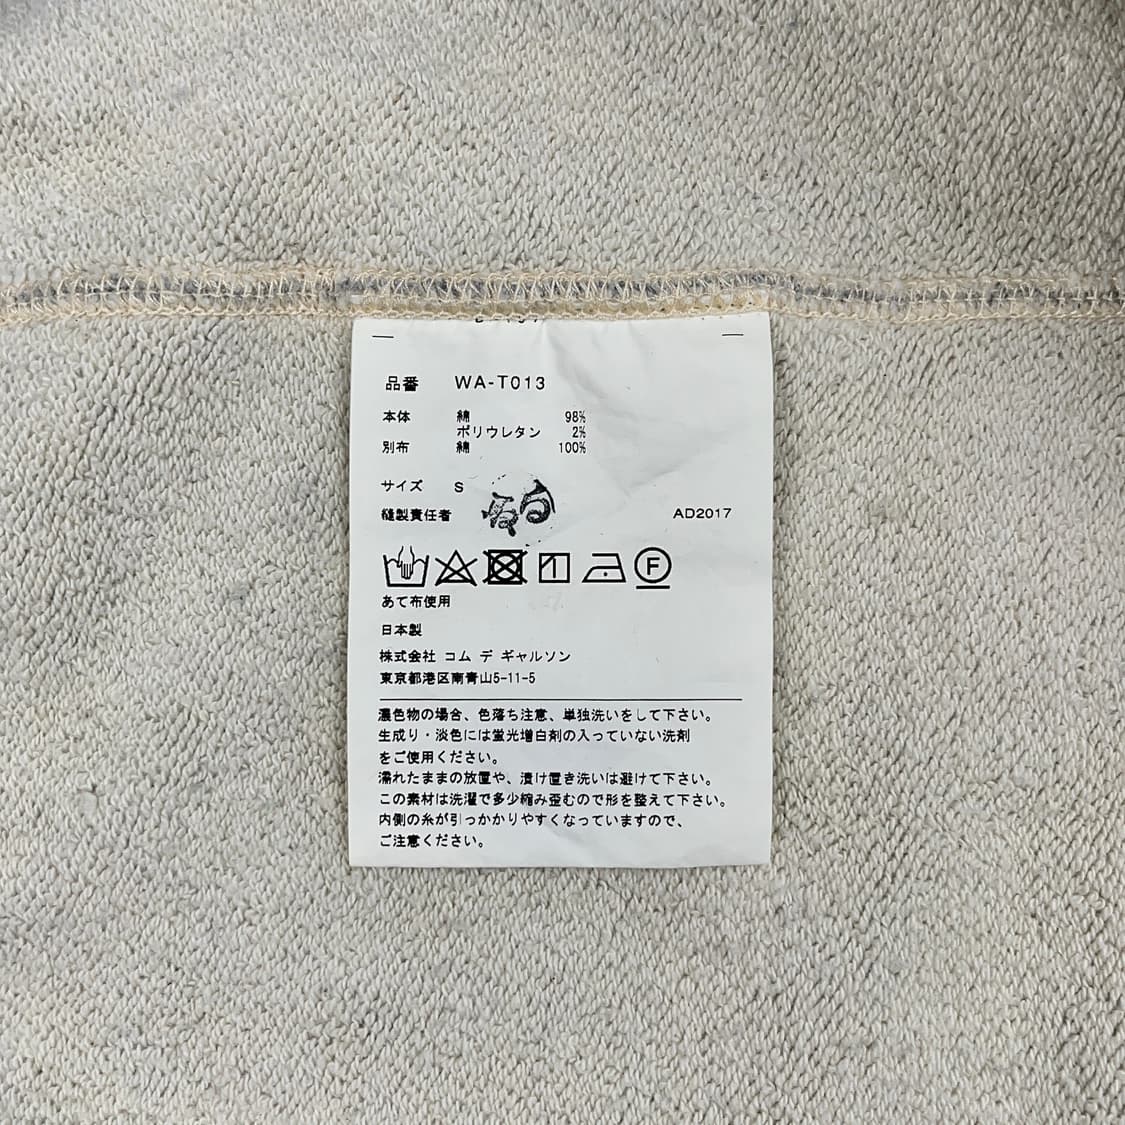 品番 WA-T013
本体 綿 98%
ポリウレタン 2%
別布 綿 100%
サイズ S
縫製責任者 AD2017
F
あて布使用
日本製
株式会社 コム デ ギャルソン
東京都港区南青山5-11-5
濃色物の場合、色落ち注意、単独洗いをして下さい。
生成り・淡色には蛍光増白剤の入っていない洗剤
をご使用ください。
濡れたままの放置や、漬け置き洗いは避けて下さい。
この素材は洗濯で多少縮み歪むので形を整えて下さい。
内側の糸が引っかかりやすくなっていますので、
ご注意ください。